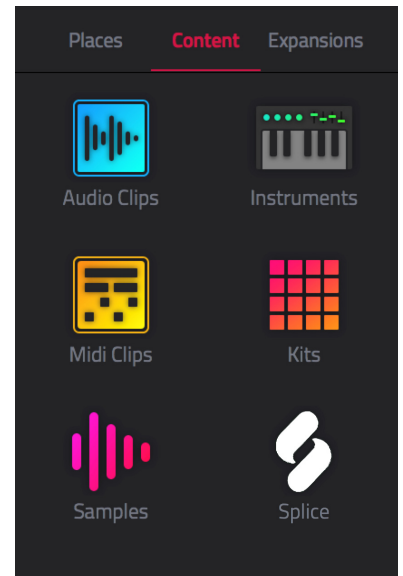 Places Content Expansions
Audio Clips Instruments
Midi Clips Kits
Samples Splice